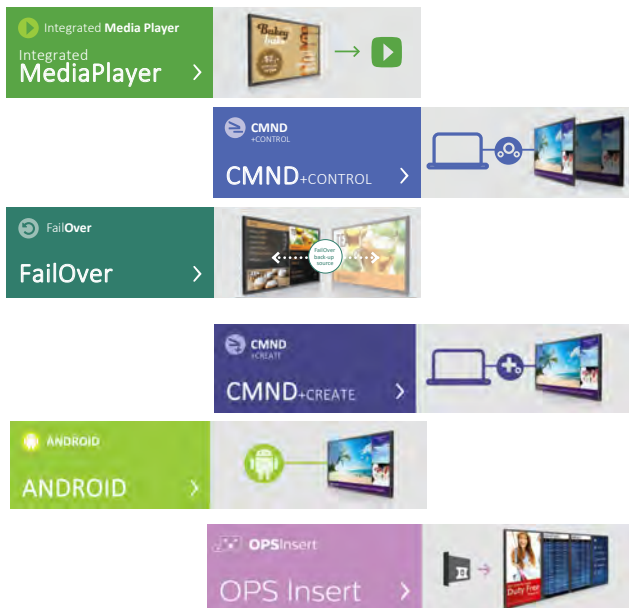 Integrated Media Player
Integrated
MediaPlayer
Bakey
CMND
+CONTROL
CMND+CONTROL
FailOver
FailOver
FailOver
back-up
source
CMND
+CREATE
CMND+CREATE
ANDROID
ANDROID
OPSInsert
OPS Insert
Duty Free